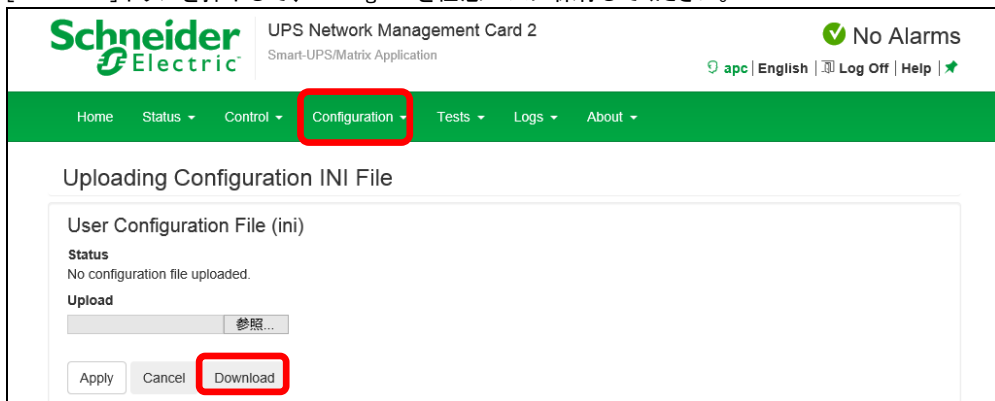 Schneider Electric
UPS Network Management Card 2
Smart-UPS/Matrix Application
No Alarms
apc | English | Log Off | Help |
Home Status Control Configuration Tests Logs About
Uploading Configuration INI File
User Configuration File (ini)
Status
No configuration file uploaded.
Upload
参照...
Apply Cancel Download